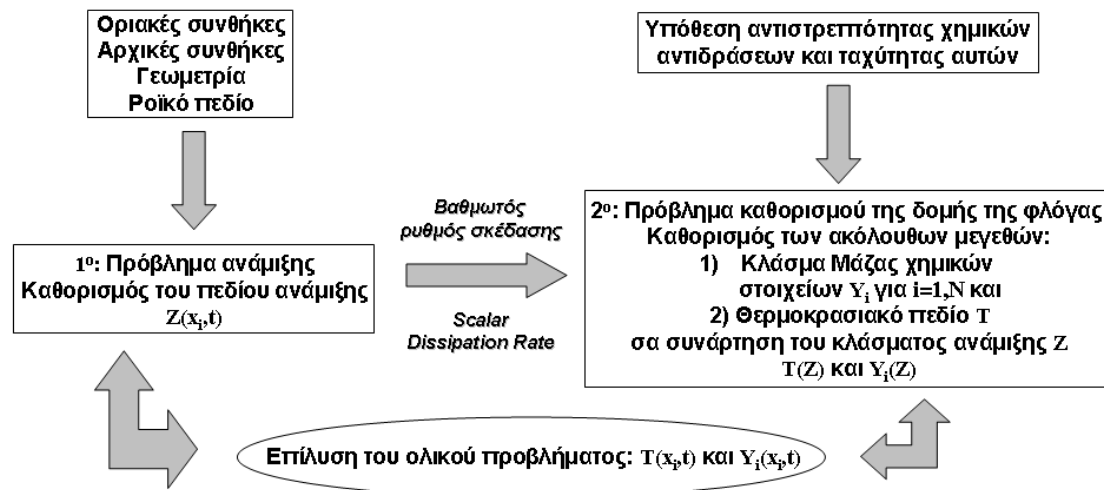 Οριακές συνθήκες
Αρχικές συνθήκες
Γεωμετρία
Ροϊκό πεδίο
Υπόθεση αντιστρεπτότητας χημικών
αντιδράσεων και ταχύτητας αυτών
1ο: Πρόβλημα ανάμιξης
Καθορισμός του πεδίου ανάμιξης
Z(xi,t)
Βαθμωτός
ρυθμός σκέδασης
Scalar
Dissipation Rate
2ο: Πρόβλημα καθορισμού της δομής της φλόγας
Καθορισμός των ακόλουθων μεγεθών:
1) Κλάσμα Μάζας χημικών
στοιχείων Yi για i=1,N και
2) Θερμοκρασιακό πεδίο T
σα συνάρτηση του κλάσματος ανάμιξης Z
T(Z) και Yi(Z)
Επίλυση του ολικού προβλήματος: T(xi,t) και Yi(xi,t)